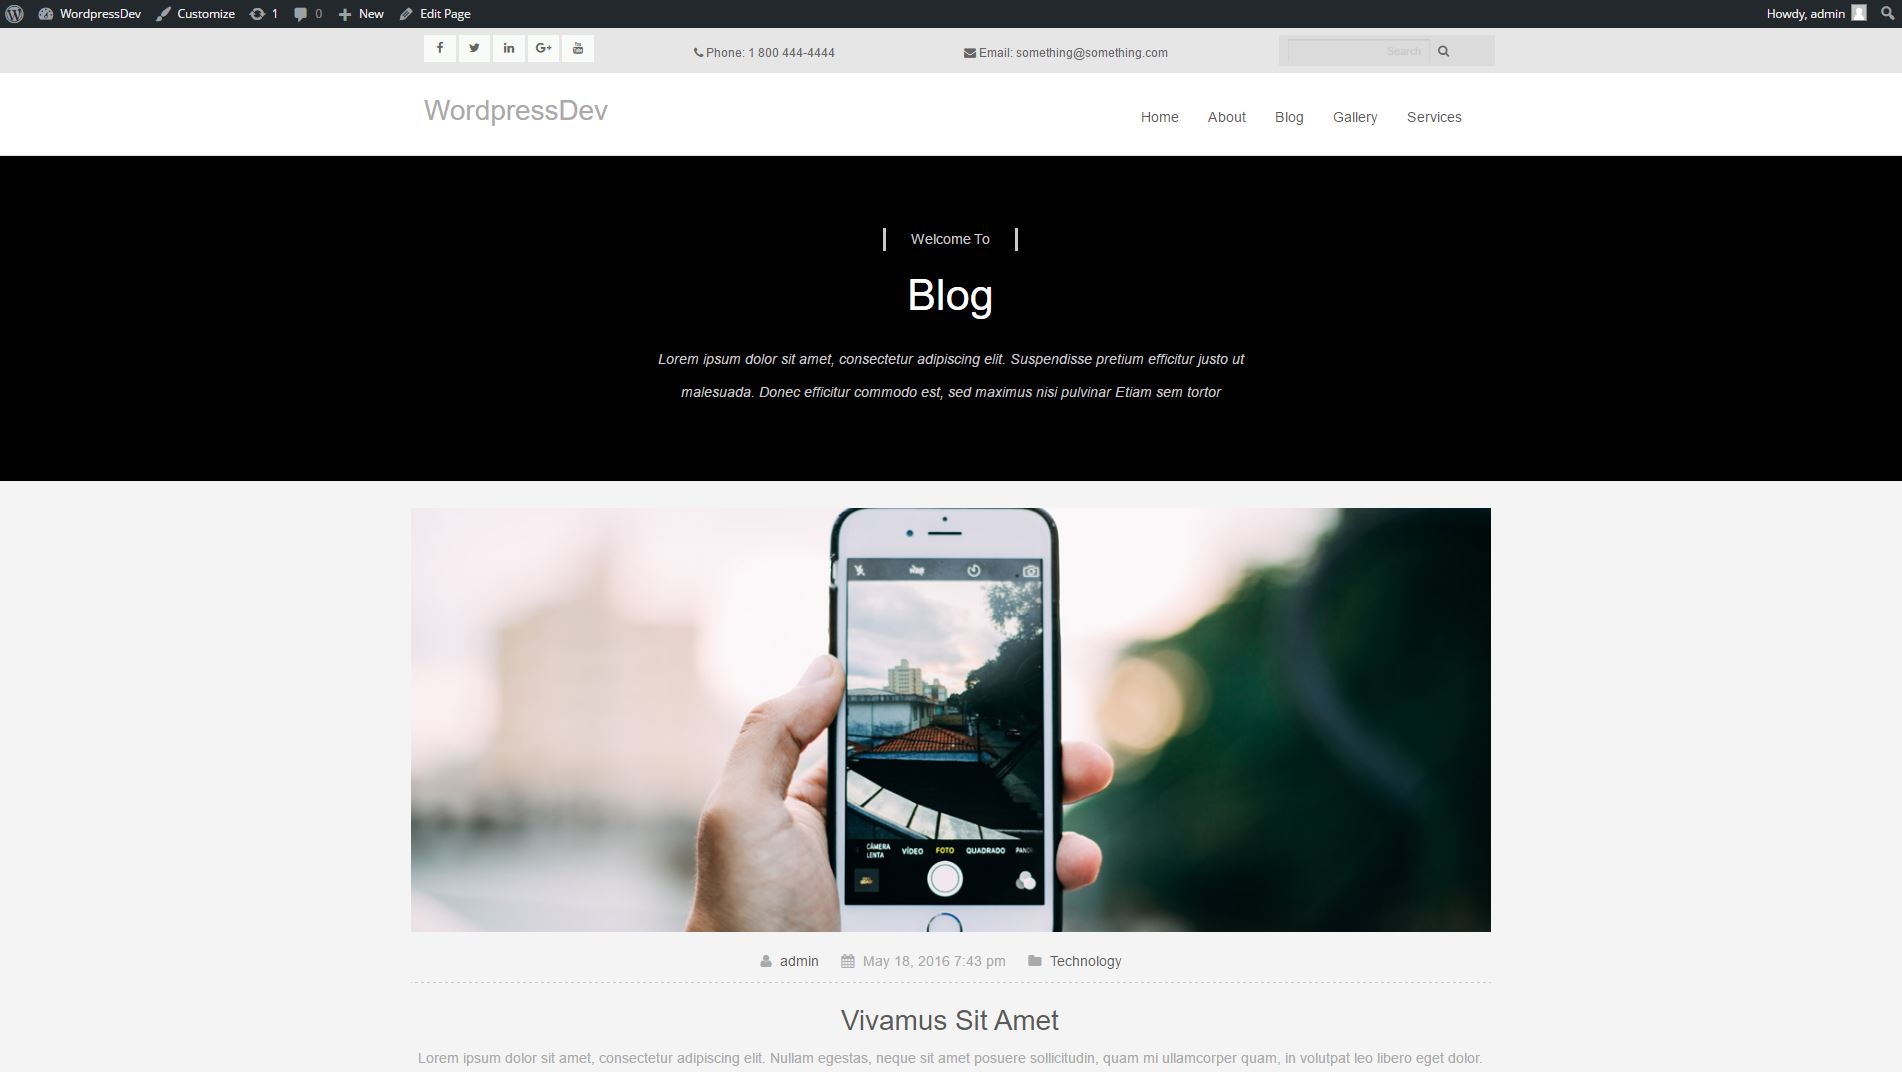 WordpressDev Customize 1 0 New Edit Page Howdy, admin
f in G+ You Tube Phone: 1 800 444-4444 Email: something@something.com Search
WordpressDev
Home About Blog Gallery Services
Welcome To
Blog
Lorem ipsum dolor sit amet, consectetur adipiscing elit. Suspendisse pretium efficitur justo ut
malesuada. Donec efficitur commodo est, sed maximus nisi pulvinar Etiam sem tortor
CÂMERA
LENTA VÍDEO FOTO QUADRADO
admin May 18, 2016 7:43 pm Technology
Vivamus Sit Amet
Lorem ipsum dolor sit amet, consectetur adipiscing elit. Nullam egestas, neque sit amet posuere sollicitudin, quam mi ullamcorper quam, in volutpat leo libero eget dolor.